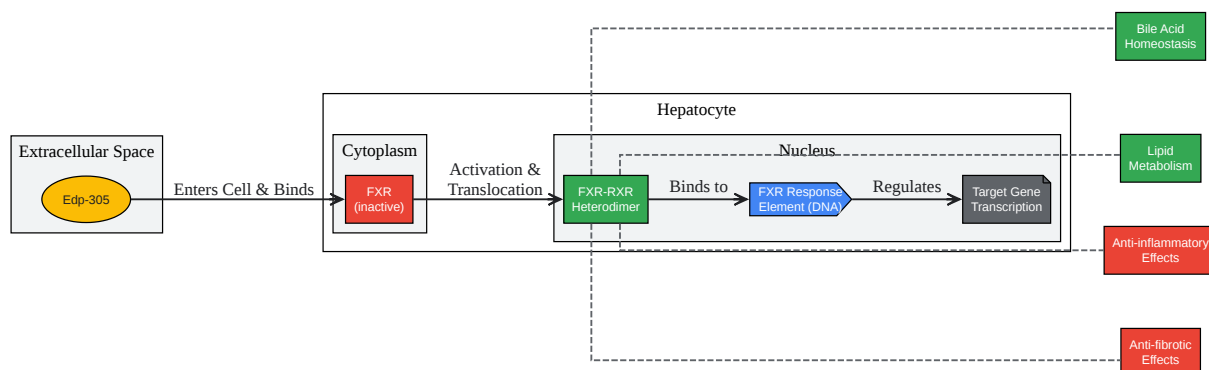 Bile Acid
Homeostasis
Hepatocyte
Extracellular Space
Cytoplasm
Nucleus
Lipid
Metabolism
Edp-305
Enters Cell & Binds
FXR
(inactive)
Activation &
Translocation
FXR-RXR
Heterodimer
Binds to
FXR Response
Element (DNA)
Regulates
Target Gene
Transcription
Anti-inflammatory
Effects
Anti-fibrotic
Effects